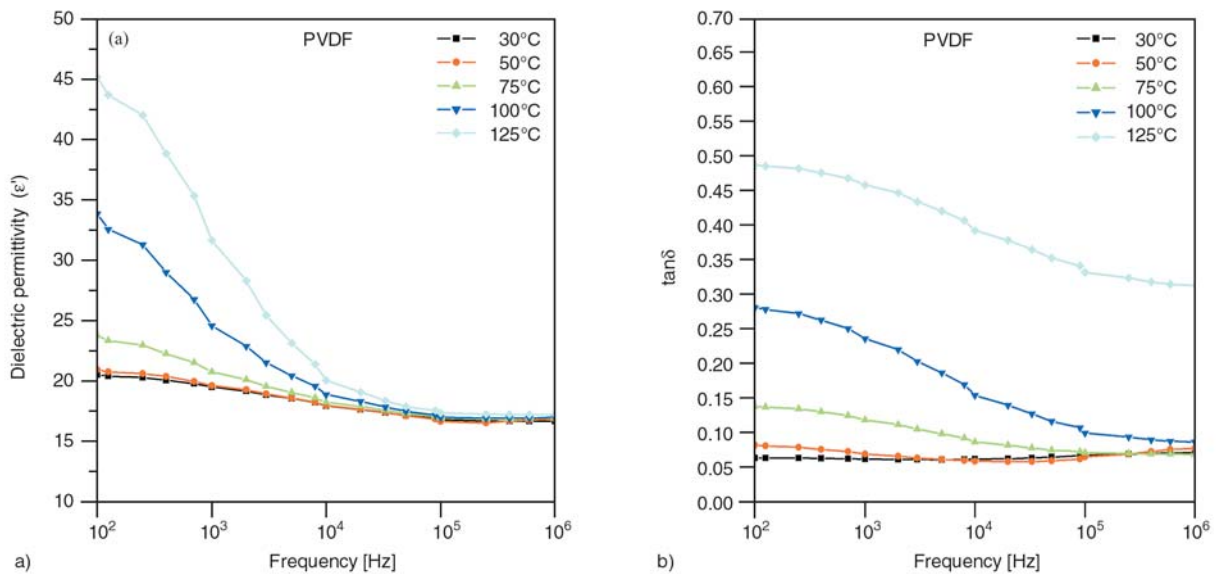 (a)
PVDF
30°C
50°C
75°C
100°C
125°C
50
45
40
35
30
25
20
15
10
Dielectric permittivity (ε')
10² 10³ 10⁴ 10⁵ 10⁶
Frequency [Hz]
a)
PVDF
30°C
50°C
75°C
100°C
125°C
0.70
0.65
0.60
0.55
0.50
0.45
0.40
0.35
0.30
0.25
0.20
0.15
0.10
0.05
0.00
tanδ
10² 10³ 10⁴ 10⁵ 10⁶
Frequency [Hz]
b)